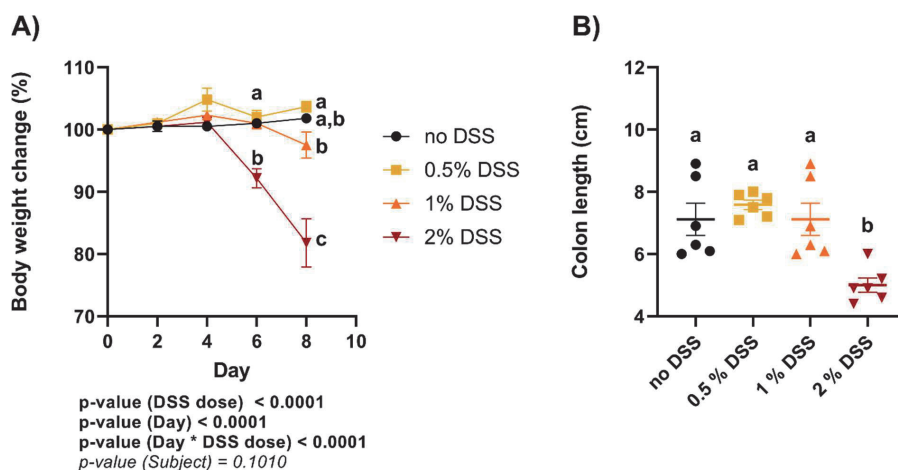 A)
Body weight change (%)
110
100
90
80
70
0 2 4 6 8 10
Day
a
b
a
a,b
b
c
no DSS
0.5% DSS
1% DSS
2% DSS
p-value (DSS dose) < 0.0001
p-value (Day) < 0.0001
p-value (Day * DSS dose) < 0.0001
p-value (Subject) = 0.1010
B)
Colon length (cm)
12
10
8
6
4
a
a
a
b
no DSS
0.5 % DSS
1 % DSS
2 % DSS